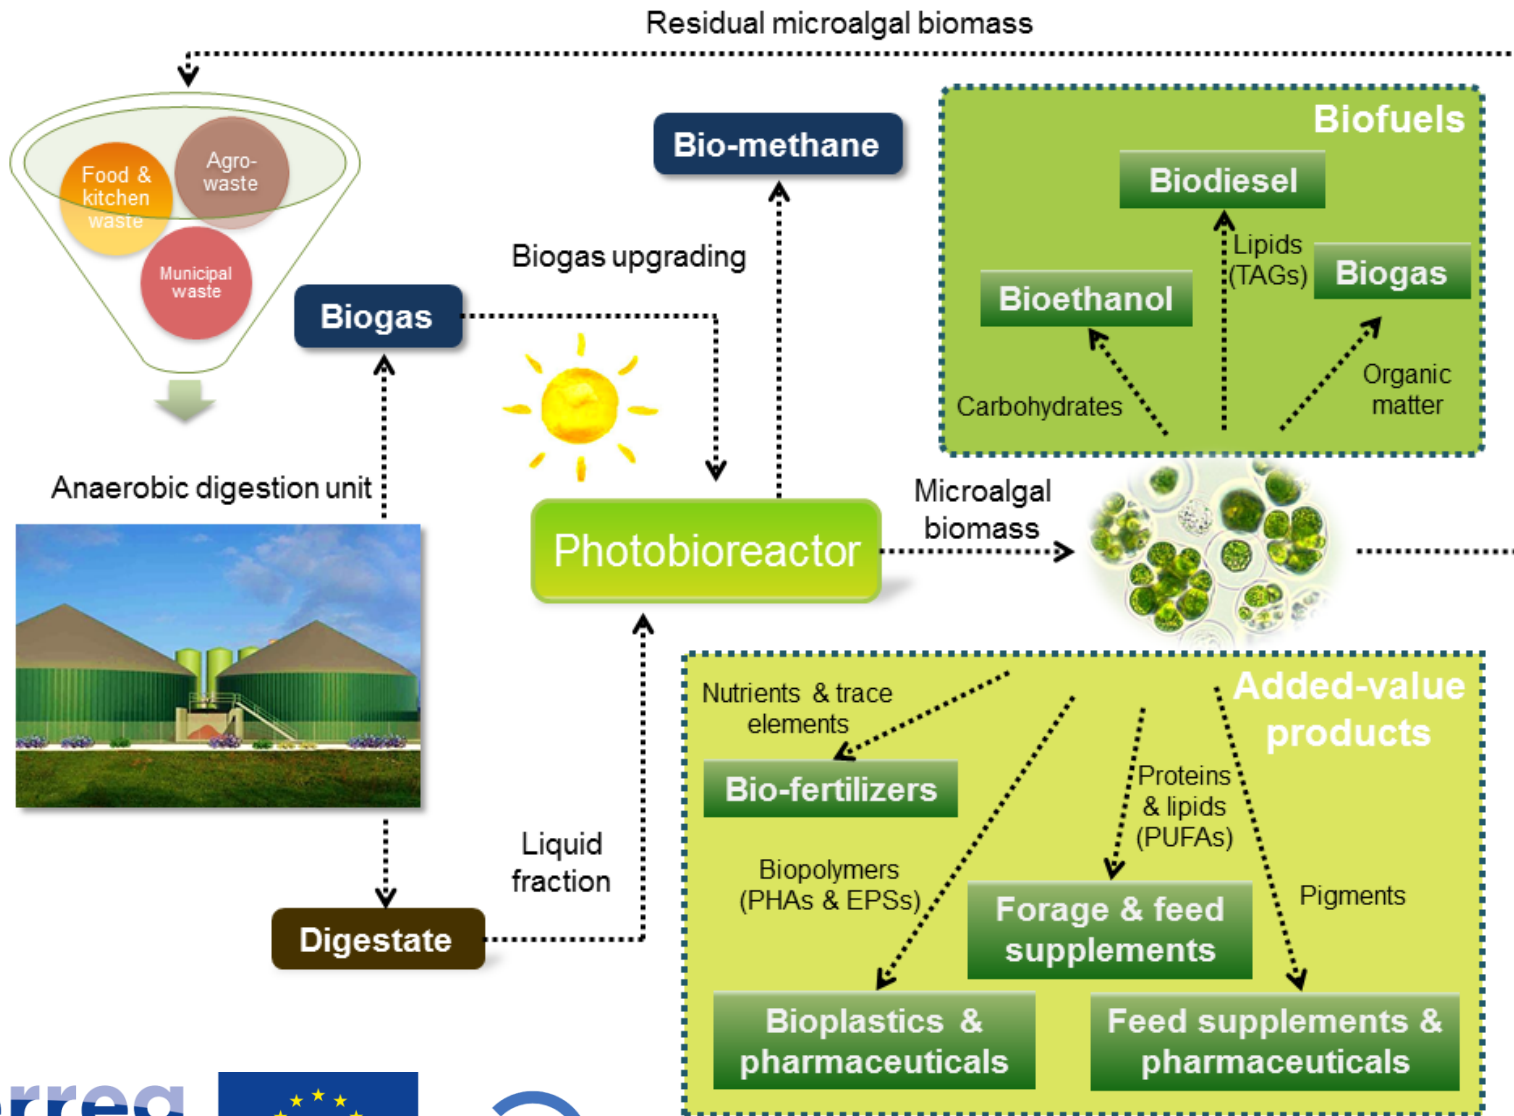 Residual microalgal biomass
Food &
kitchen
waste
Agro-
waste
Municipal
waste
Bio-methane
Biofuels
Biodiesel
Lipids
(TAGs)
Biogas
Bioethanol
Organic
matter
Carbohydrates
Biogas upgrading
Biogas
Anaerobic digestion unit
Photobioreactor
Microalgal
biomass
Added-value
products
Nutrients & trace
elements
Bio-fertilizers
Proteins
& lipids
(PUFAs)
Biopolymers
(PHAs & EPSs)
Pigments
Forage & feed
supplements
Bioplastics &
pharmaceuticals
Feed supplements &
pharmaceuticals
Liquid
fraction
Digestate